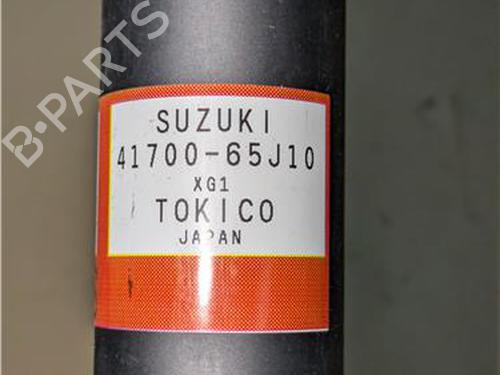 B-PARTS
SUZUKI
41700-65J10
XG1
TOKICO
JAPAN